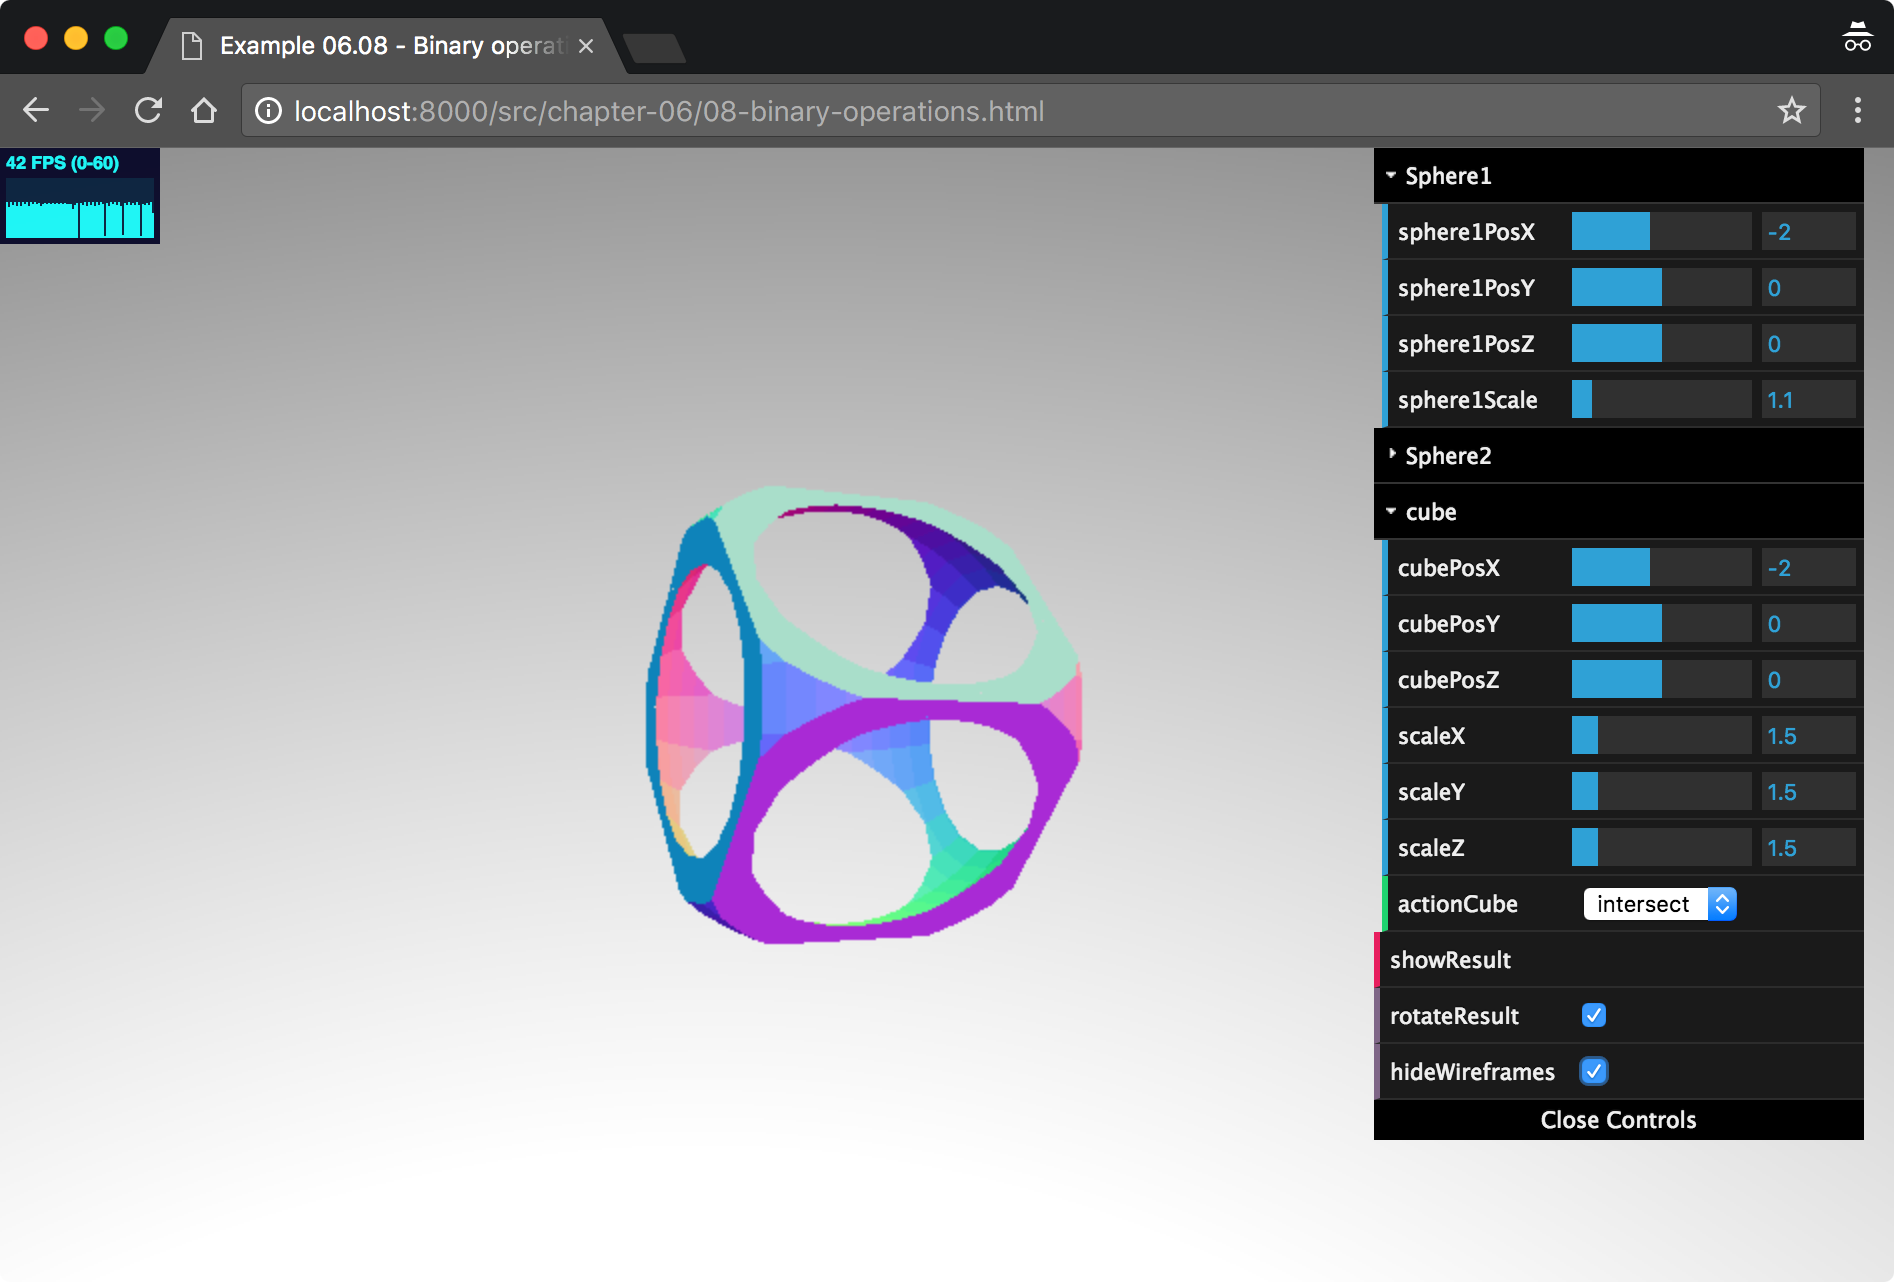 Example 06.08 - Binary operati
localhost:8000/src/chapter-06/08-binary-operations.html
42 FPS (0-60)
Sphere1
sphere1PosX -2
sphere1PosY 0
sphere1PosZ 0
sphere1Scale 1.1
Sphere2
cube
cubePosX -2
cubePosY 0
cubePosZ 0
scaleX 1.5
scaleY 1.5
scaleZ 1.5
actionCube intersect
showResult
rotateResult
hideWireframes
Close Controls